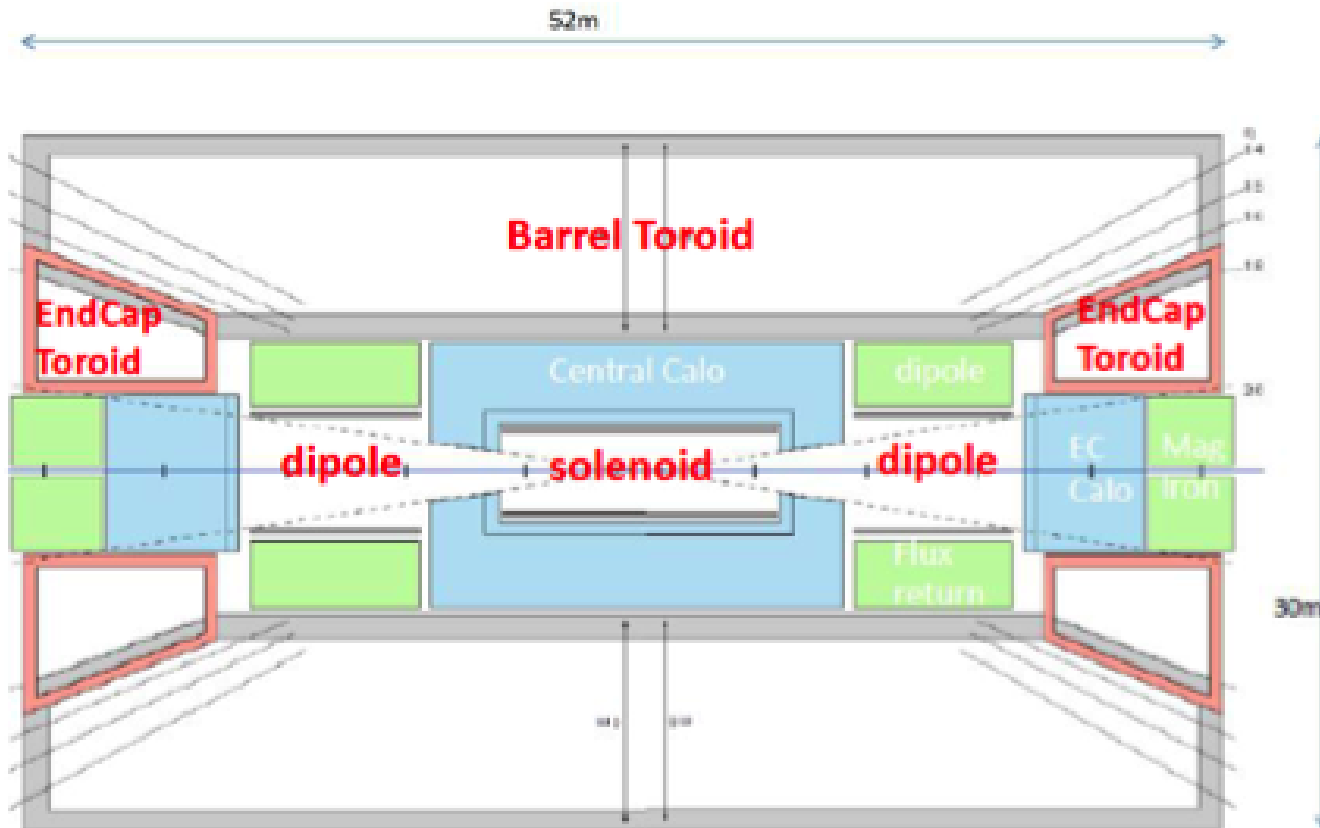 52m
Barrel Toroid
EndCap
Toroid
EndCap
Toroid
Central Calo
dipole
dipole
solenoid
dipole
EC
Calo
Mag
Iron
Flux
return
30m